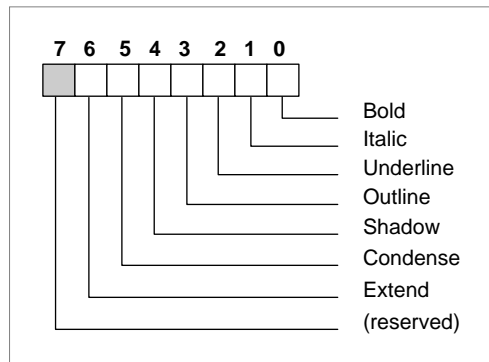 7 6 5 4 3 2 1 0
Bold
Italic
Underline
Outline
Shadow
Condense
Extend
(reserved)